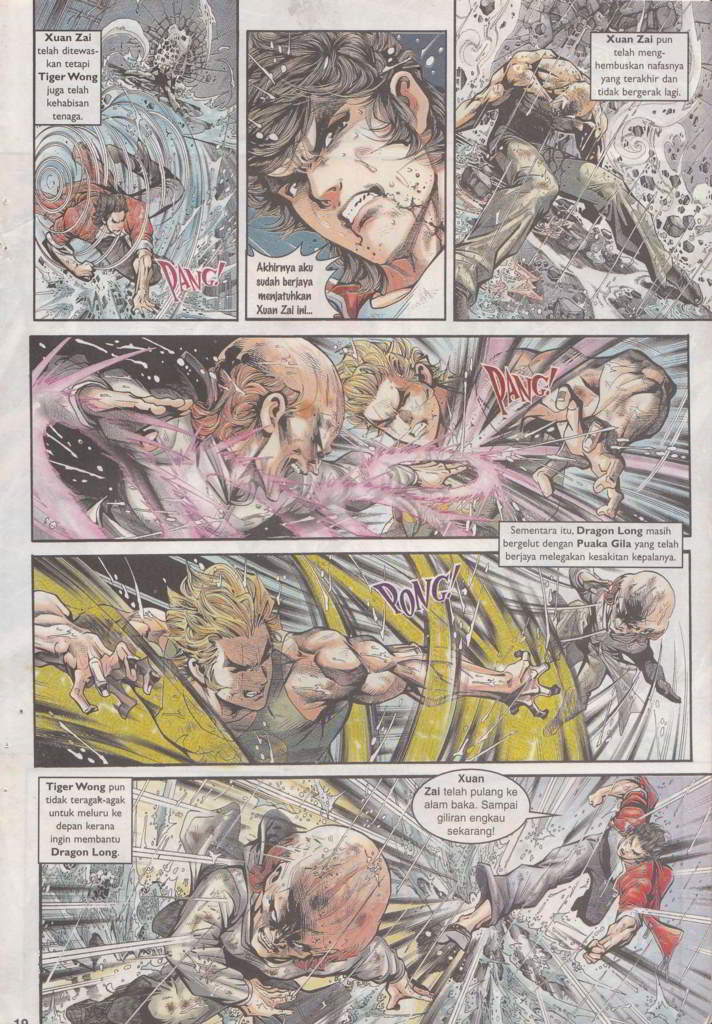 Xuan Zai
telah ditewas-
kan tetapi
Tiger Wong
juga telah
kehabisan
tenaga.
PANG!
Akhirnya aku
sudah berjaya
menjatuhkan
Xuan Zai ini...
Xuan Zai pun
telah meng-
hembuskan nafasnya
yang terakhir dan
tidak bergerak lagi.
PANG!
Sementara itu, Dragon Long masih
bergelut dengan Puaka Gila yang telah
berjaya melegakan kesakitan kepalanya.
PONG!
Tiger Wong pun
tidak teragak-agak
untuk meluru ke
depan kerana
ingin membantu
Dragon Long.
Xuan
Zai telah pulang ke
alam baka. Sampai
giliran engkau
sekarang!